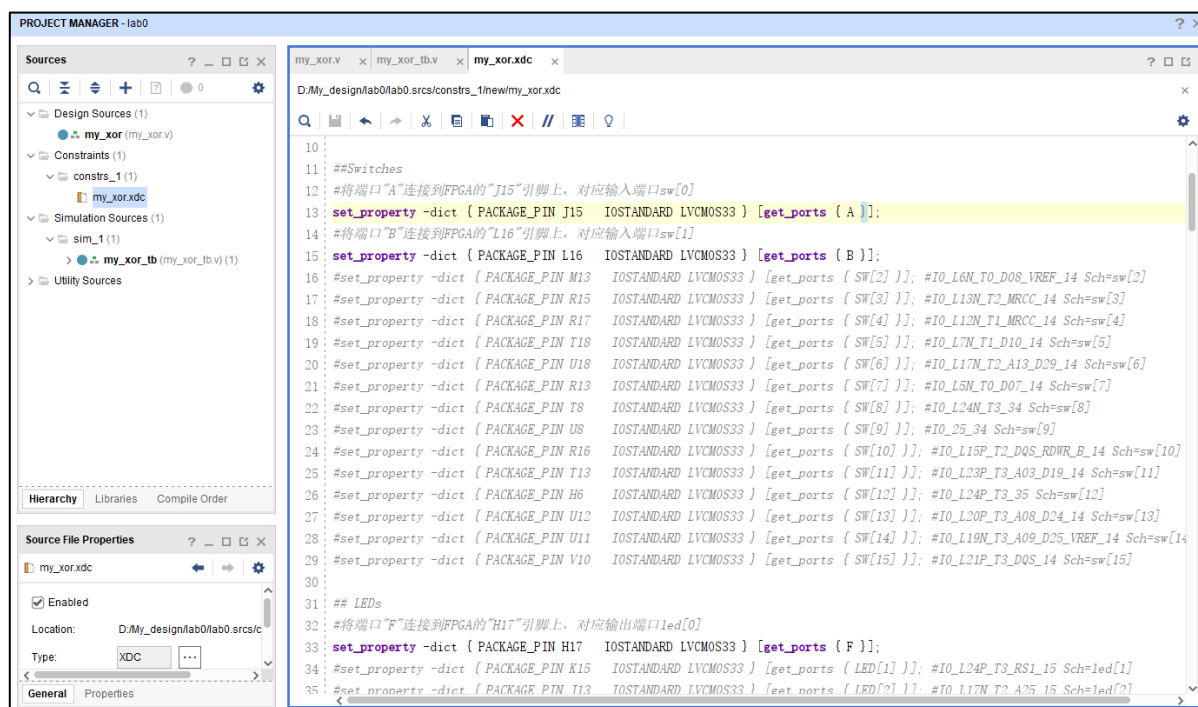 PROJECT MANAGER - lab0
Sources
0
Design Sources (1)
my_xor (my_xor.v)
Constraints (1)
constrs_1 (1)
my_xor.xdc
Simulation Sources (1)
sim_1 (1)
my_xor_tb (my_xor_tb.v) (1)
Utility Sources
Hierarchy Libraries Compile Order
Source File Properties
my_xor.xdc
Enabled
Location: D:/My_design/lab0/lab0.srcs/c
Type: XDC
General Properties
my_xor.v my_xor_tb.v my_xor.xdc
D:/My_design/lab0/lab0.srcs/constrs_1/new/my_xor.xdc
10
11 ##Switches
12 #将端口"A"连接到FPGA的"J15"引脚上，对应输入端口sw[0]
13 set_property -dict { PACKAGE_PIN J15 IOSTANDARD LVCMOS33 } [get_ports { A }];
14 #将端口"B"连接到FPGA的"L16"引脚上，对应输入端口sw[1]
15 set_property -dict { PACKAGE_PIN L16 IOSTANDARD LVCMOS33 } [get_ports { B }];
16 #set_property -dict { PACKAGE_PIN M13 IOSTANDARD LVCMOS33 } [get_ports { SW[2] }]; #IO_L6N_T0_D08_VREF_14 Sch=sw[2]
17 #set_property -dict { PACKAGE_PIN R15 IOSTANDARD LVCMOS33 } [get_ports { SW[3] }]; #IO_L13N_T2_MRCC_14 Sch=sw[3]
18 #set_property -dict { PACKAGE_PIN R17 IOSTANDARD LVCMOS33 } [get_ports { SW[4] }]; #IO_L12N_T1_MRCC_14 Sch=sw[4]
19 #set_property -dict { PACKAGE_PIN T18 IOSTANDARD LVCMOS33 } [get_ports { SW[5] }]; #IO_L7N_T1_D10_14 Sch=sw[5]
20 #set_property -dict { PACKAGE_PIN U18 IOSTANDARD LVCMOS33 } [get_ports { SW[6] }]; #IO_L17N_T2_A13_D29_14 Sch=sw[6]
21 #set_property -dict { PACKAGE_PIN R13 IOSTANDARD LVCMOS33 } [get_ports { SW[7] }]; #IO_L5N_T0_D07_14 Sch=sw[7]
22 #set_property -dict { PACKAGE_PIN T8 IOSTANDARD LVCMOS33 } [get_ports { SW[8] }]; #IO_L24N_T3_34 Sch=sw[8]
23 #set_property -dict { PACKAGE_PIN U8 IOSTANDARD LVCMOS33 } [get_ports { SW[9] }]; #IO_25_34 Sch=sw[9]
24 #set_property -dict { PACKAGE_PIN R16 IOSTANDARD LVCMOS33 } [get_ports { SW[10] }]; #IO_L15P_T2_DQS_RDWR_B_14 Sch=sw[10]
25 #set_property -dict { PACKAGE_PIN T13 IOSTANDARD LVCMOS33 } [get_ports { SW[11] }]; #IO_L23P_T3_A03_D19_14 Sch=sw[11]
26 #set_property -dict { PACKAGE_PIN H6 IOSTANDARD LVCMOS33 } [get_ports { SW[12] }]; #IO_L24P_T3_35 Sch=sw[12]
27 #set_property -dict { PACKAGE_PIN U12 IOSTANDARD LVCMOS33 } [get_ports { SW[13] }]; #IO_L20P_T3_A08_D24_14 Sch=sw[13]
28 #set_property -dict { PACKAGE_PIN U11 IOSTANDARD LVCMOS33 } [get_ports { SW[14] }]; #IO_L19N_T3_A09_D25_VREF_14 Sch=sw[14
29 #set_property -dict { PACKAGE_PIN V10 IOSTANDARD LVCMOS33 } [get_ports { SW[15] }]; #IO_L21P_T3_DQS_14 Sch=sw[15]
30
31 ## LEDs
32 #将端口"F"连接到FPGA的"H17"引脚上，对应输出端口led[0]
33 set_property -dict { PACKAGE_PIN H17 IOSTANDARD LVCMOS33 } [get_ports { F }];
34 #set_property -dict { PACKAGE_PIN K15 IOSTANDARD LVCMOS33 } [get_ports { LED[1] }]; #IO_L24P_T3_RS1_15 Sch=led[1]
35 #set_property -dict { PACKAGE_PIN J13 IOSTANDARD LVCMOS33 } [get_ports { LED[2] }]; #IO_L17N_T2_A25_15 Sch=led[2]